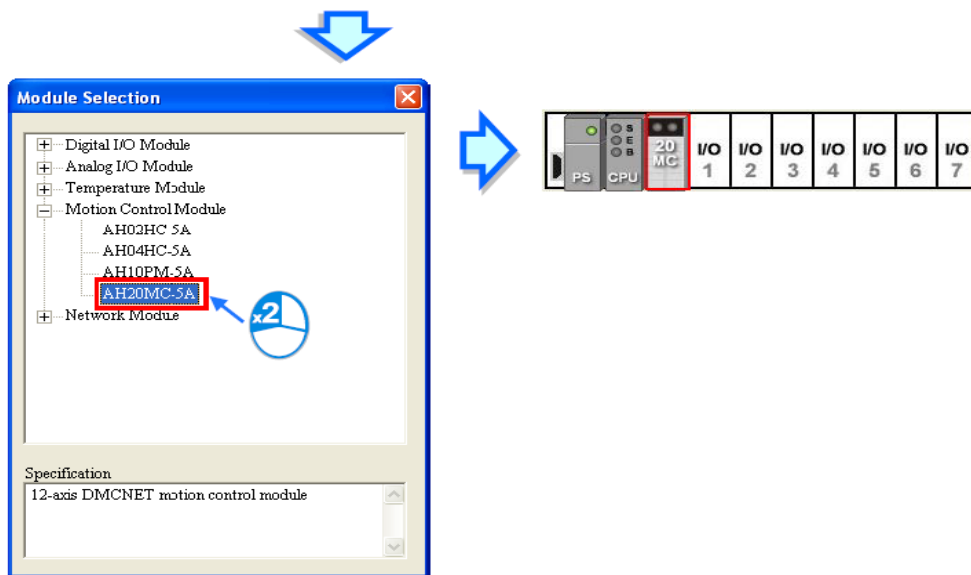 Module Selection
Digital I/O Module
Analog I/O Module
Temperature Module
Motion Control Module
AH02HC-5A
AH04HC-5A
AH10PM-5A
AH20MC-5A
Network Module
x2
Specification
12-axis DMCNET motion control module
PS
CPU
S
E
B
20
MC
I/O I/O I/O I/O I/O I/O I/O
1 2 3 4 5 6 7